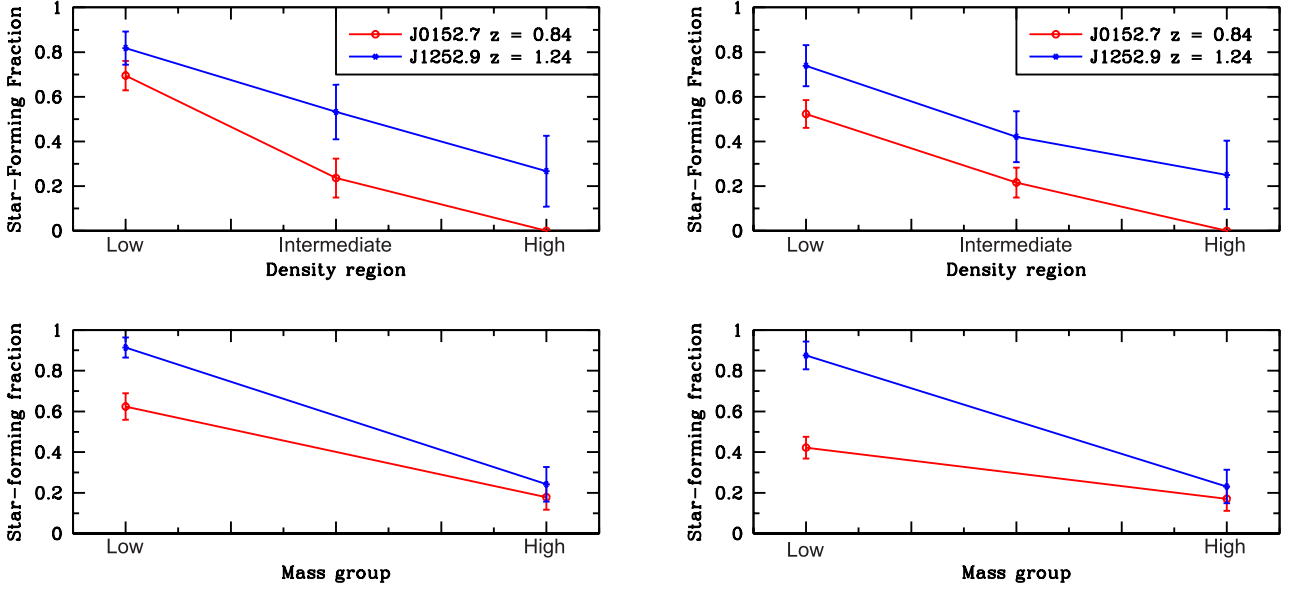 Star-Forming Fraction
1
0.8
0.6
0.4
0.2
0
J0152.7 z = 0.84
J1252.9 z = 1.24
Low Intermediate High
Density region
Star-Forming Fraction
1
0.8
0.6
0.4
0.2
0
J0152.7 z = 0.84
J1252.9 z = 1.24
Low Intermediate High
Density region
Star-forming fraction
1
0.8
0.6
0.4
0.2
0
Low High
Mass group
Star-forming fraction
1
0.8
0.6
0.4
0.2
0
Low High
Mass group